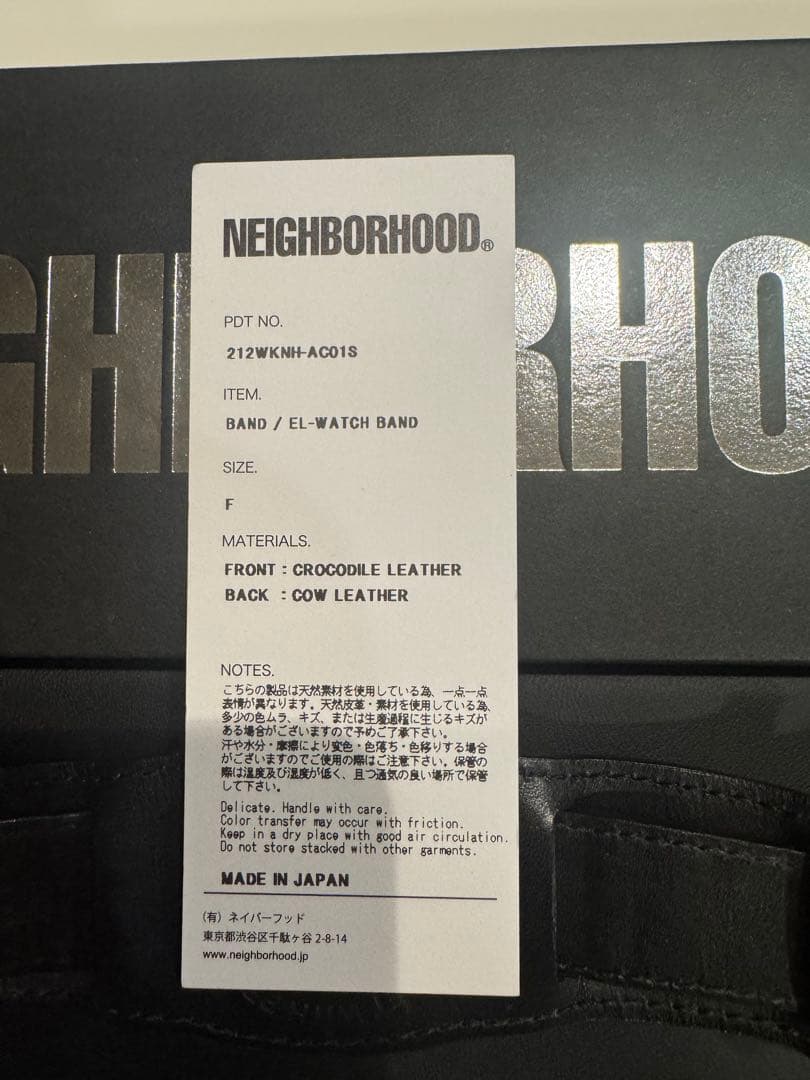 NEIGHBORHOOD®
PDT NO.
212WKNH-AC01S
ITEM.
BAND / EL-WATCH BAND
SIZE.
F
MATERIALS.
FRONT : CROCODILE LEATHER
BACK : COW LEATHER
NOTES.
こちらの製品は天然素材を使用している為、一点一点
表情が異なります。天然皮革・素材を使用している為、
多少の色ムラ、キズ、または生産過程に生じるキズが
ある場合がございますので予めご了承下さい。
汗や水分・摩擦により変色・色落ち・色移りする場合
がございますのでご使用の際はご注意下さい。保管の
際は温度及び湿度が低く、且つ通気の良い場所で保管
して下さい。
Delicate. Handle with care.
Color transfer may occur with friction.
Keep in a dry place with good air circulation.
Do not store stacked with other garments.
MADE IN JAPAN
(有) ネイバーフッド
東京都渋谷区千駄ヶ谷 2-8-14
www.neighborhood.jp
GHBORHOO